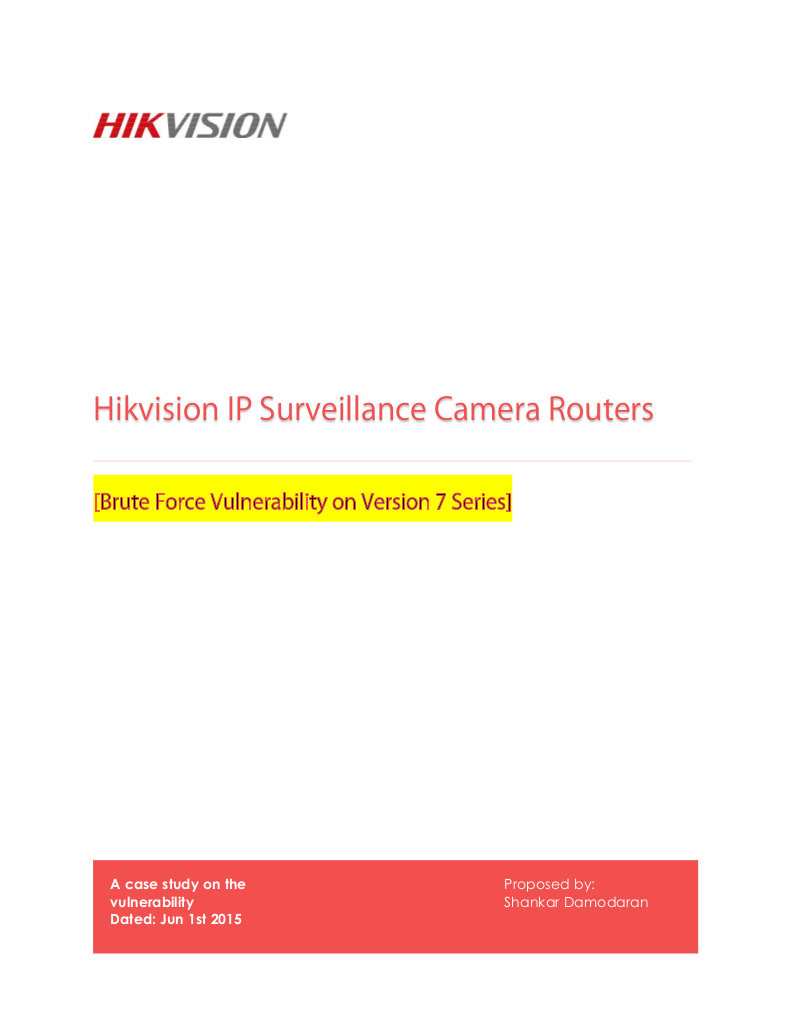 HIKVISION
Hikvision IP Surveillance Camera Routers
[Brute Force Vulnerability on Version 7 Series]
A case study on the
vulnerability
Dated: Jun 1st 2015
Proposed by:
Shankar Damodaran